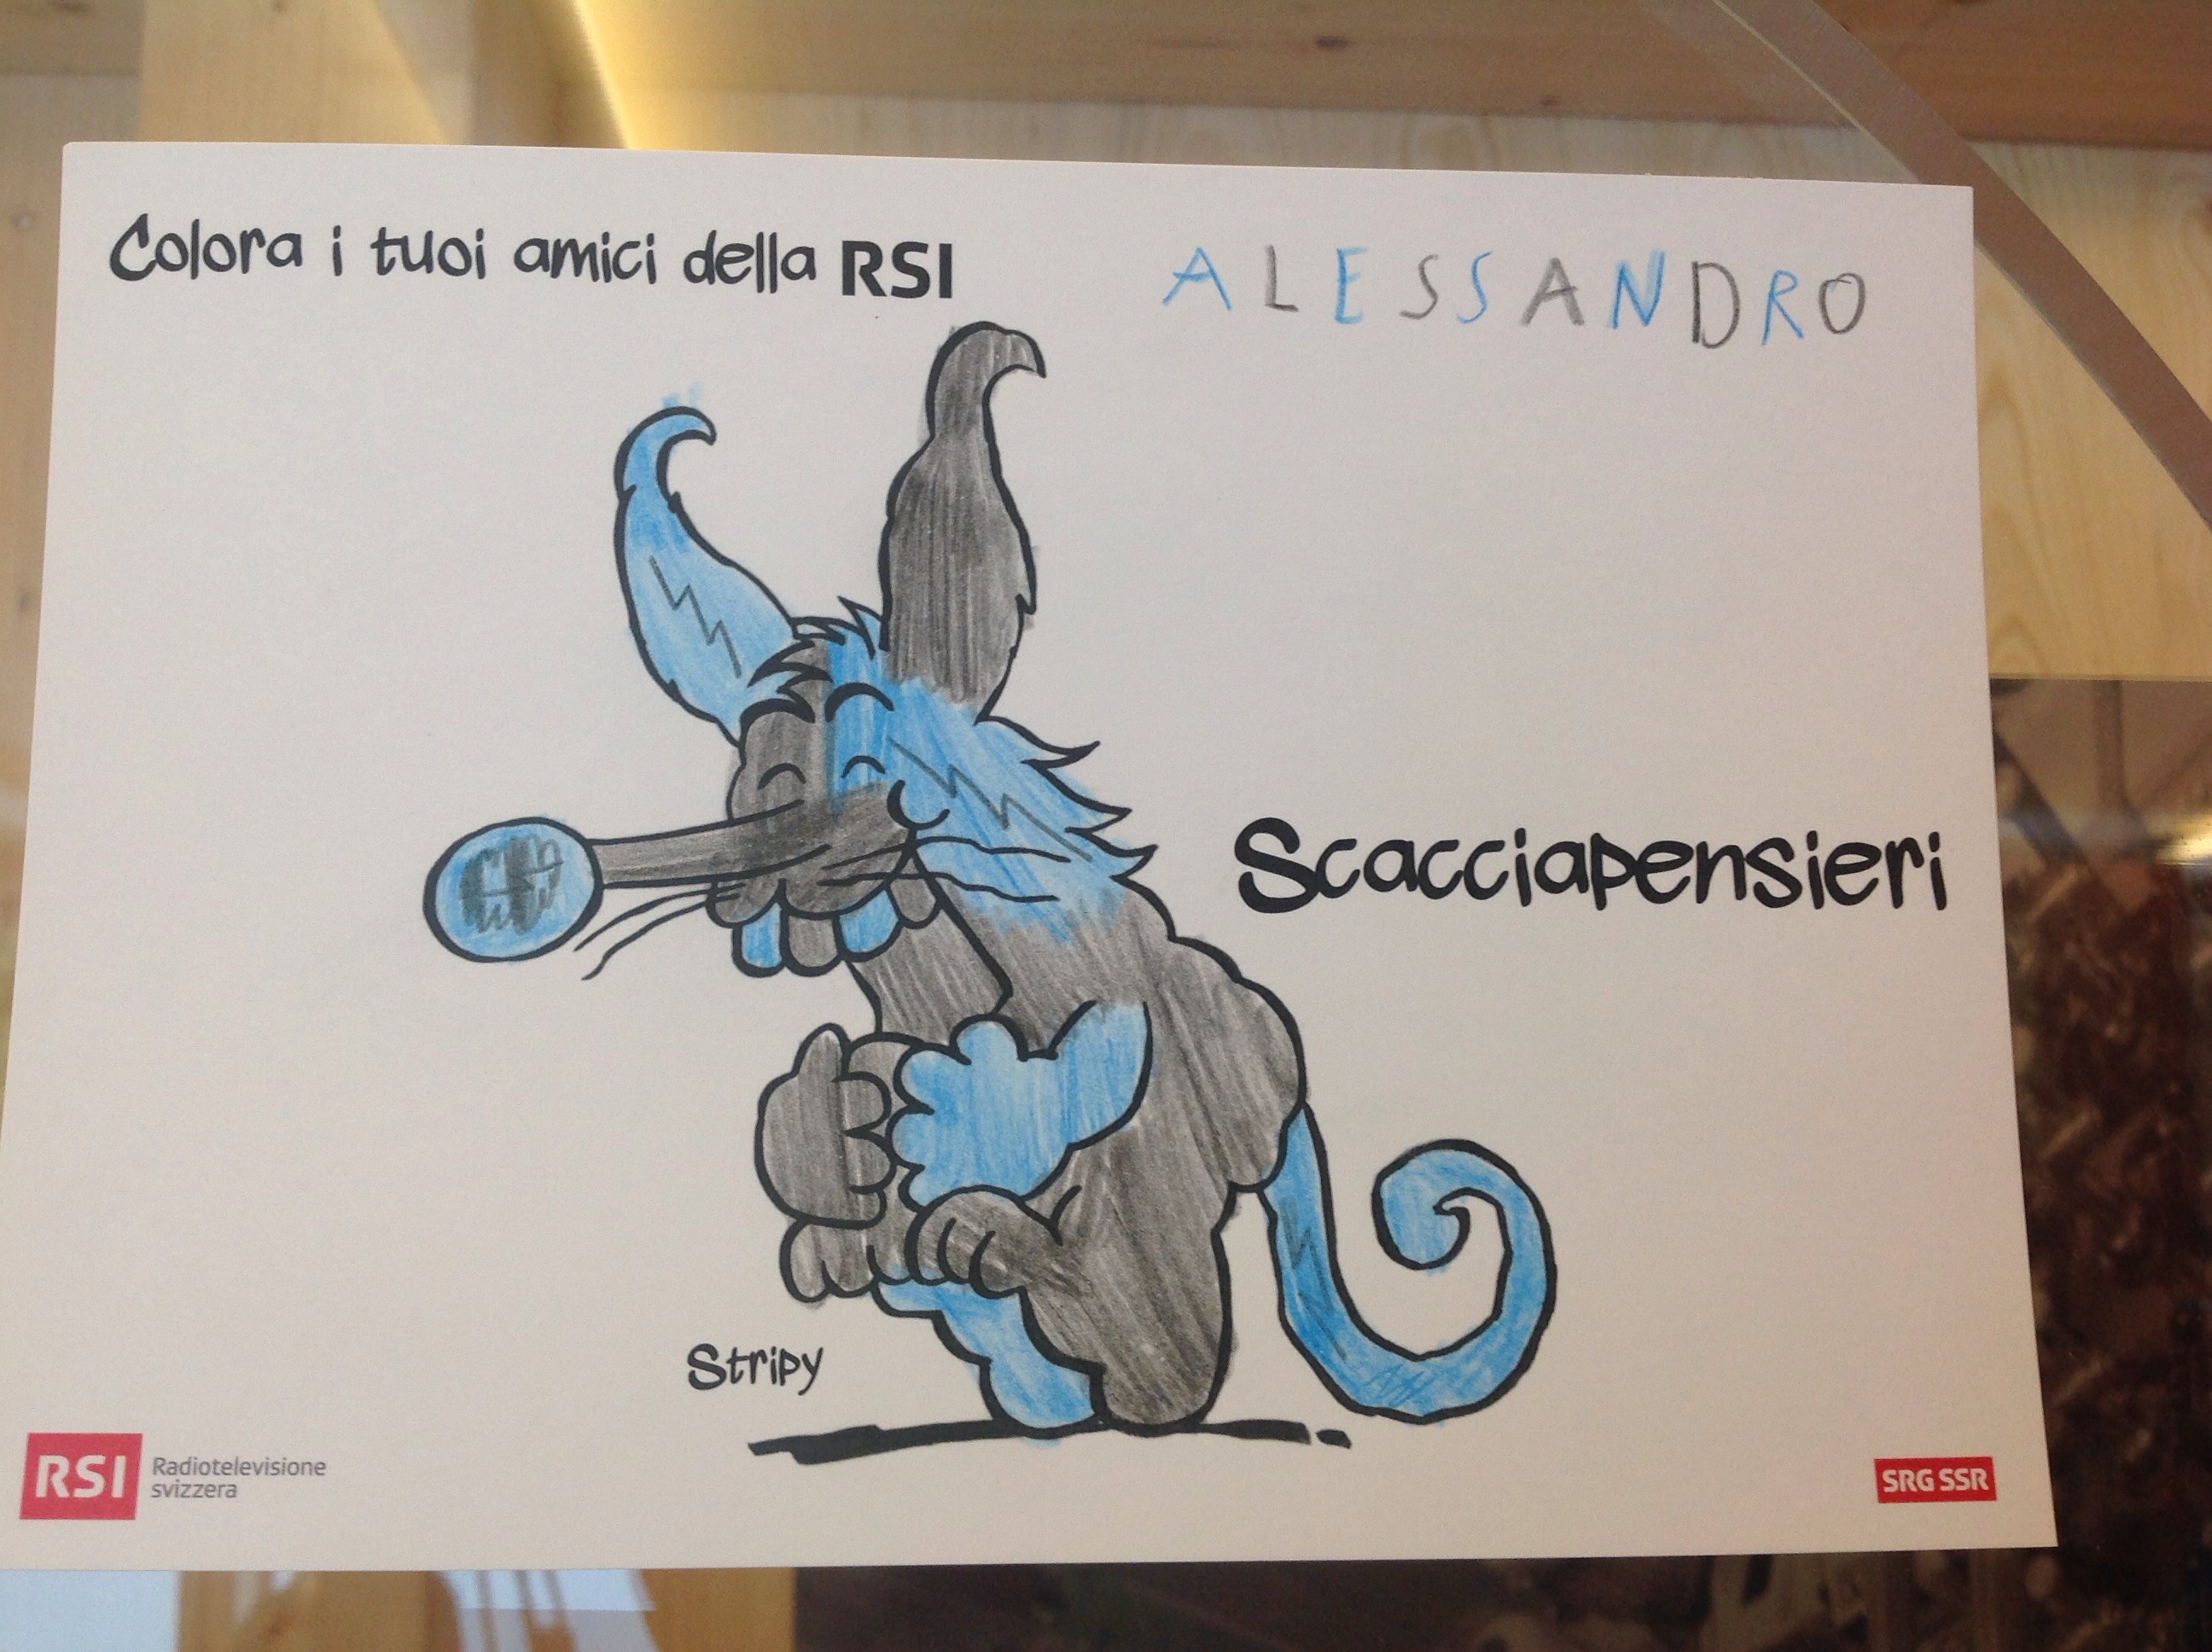 Colora i tuoi amici della RSI
ALESSANDRO
Scacciapensieri
Stripy
RSI
Radiotelevisione
svizzera
SRG SSR